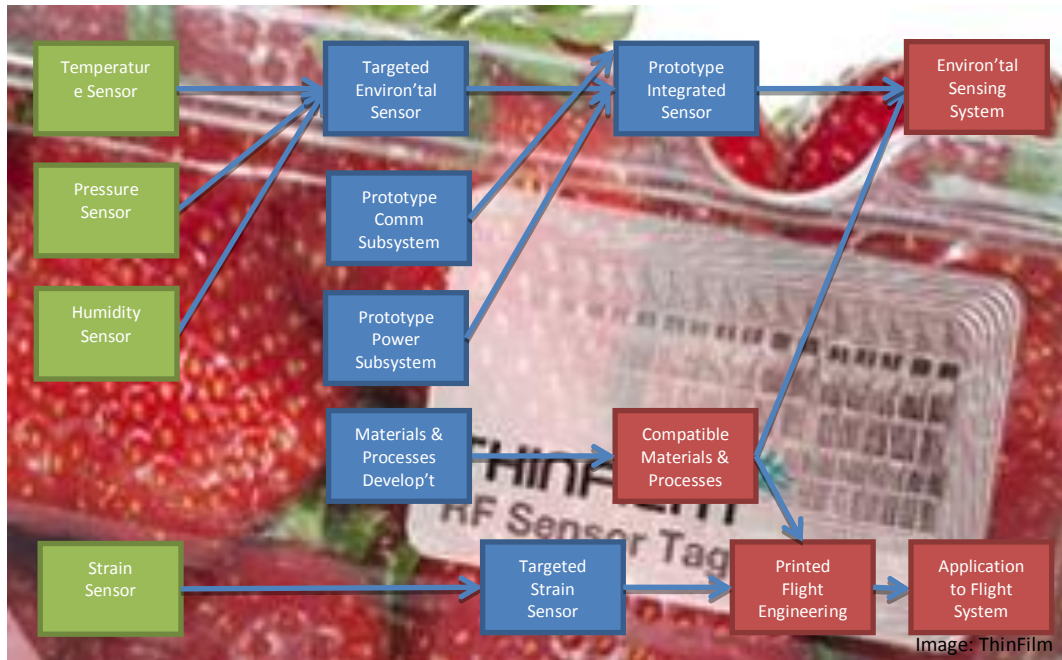 Temperatur
e Sensor
Targeted
Environ'tal
Sensor
Prototype
Integrated
Sensor
Environ'tal
Sensing
System
Pressure
Sensor
Prototype
Comm
Subsystem
Humidity
Sensor
Prototype
Power
Subsystem
Materials &
Processes
Develop't
Compatible
Materials &
Processes
RF Sensor Tag
Strain
Sensor
Targeted
Strain
Sensor
Printed
Flight
Engineering
Application
to Flight
System
Image: ThinFilm